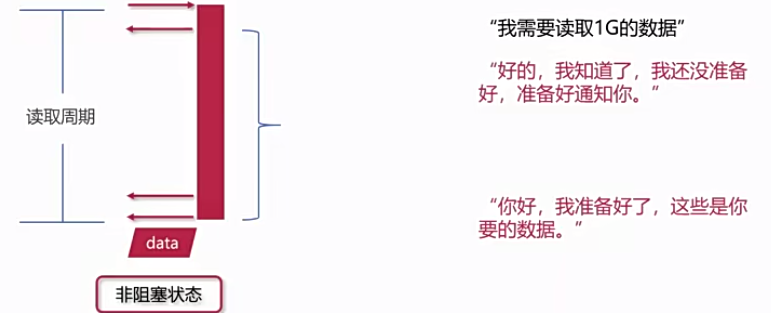 “我需要读取1G的数据”
“好的，我知道了，我还没准备
好，准备好通知你。”
读取周期
“你好，我准备好了，这些是你
要的数据。”
data
非阻塞状态